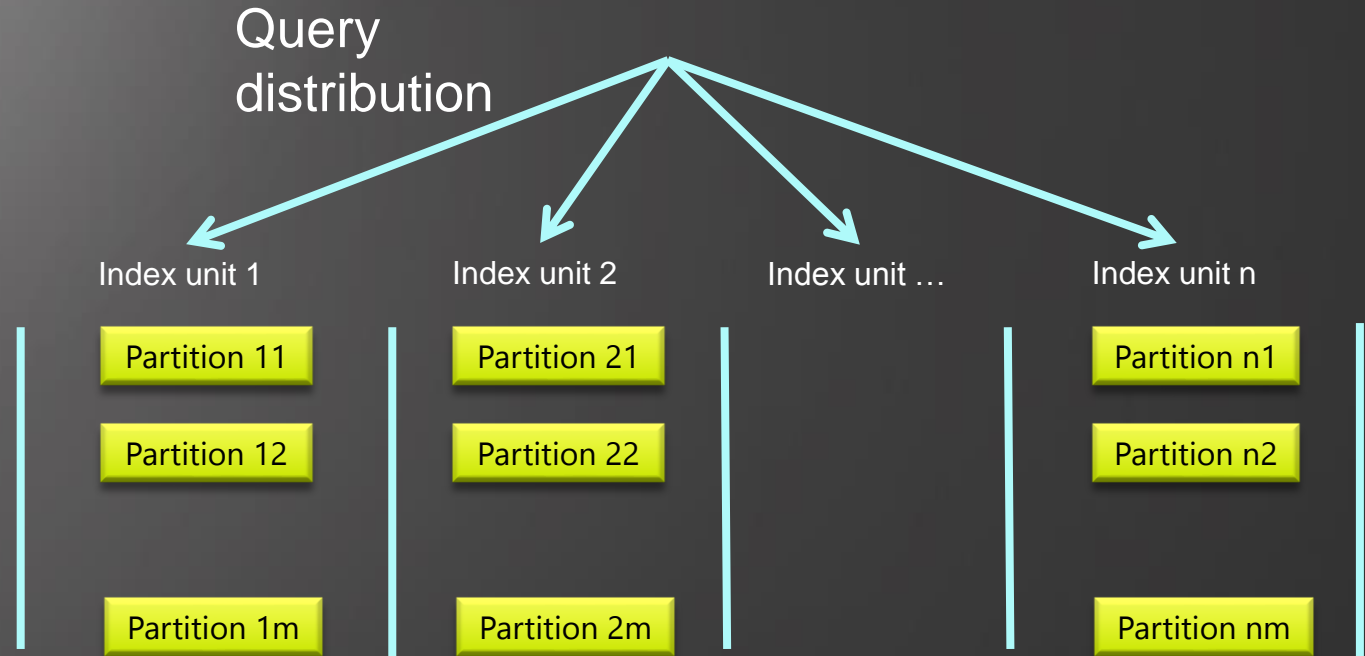 Query
distribution
Index unit 1
Index unit 2
Index unit …
Index unit n
Partition 11
Partition 21
Partition n1
Partition 12
Partition 22
Partition n2
Partition 1m
Partition 2m
Partition nm